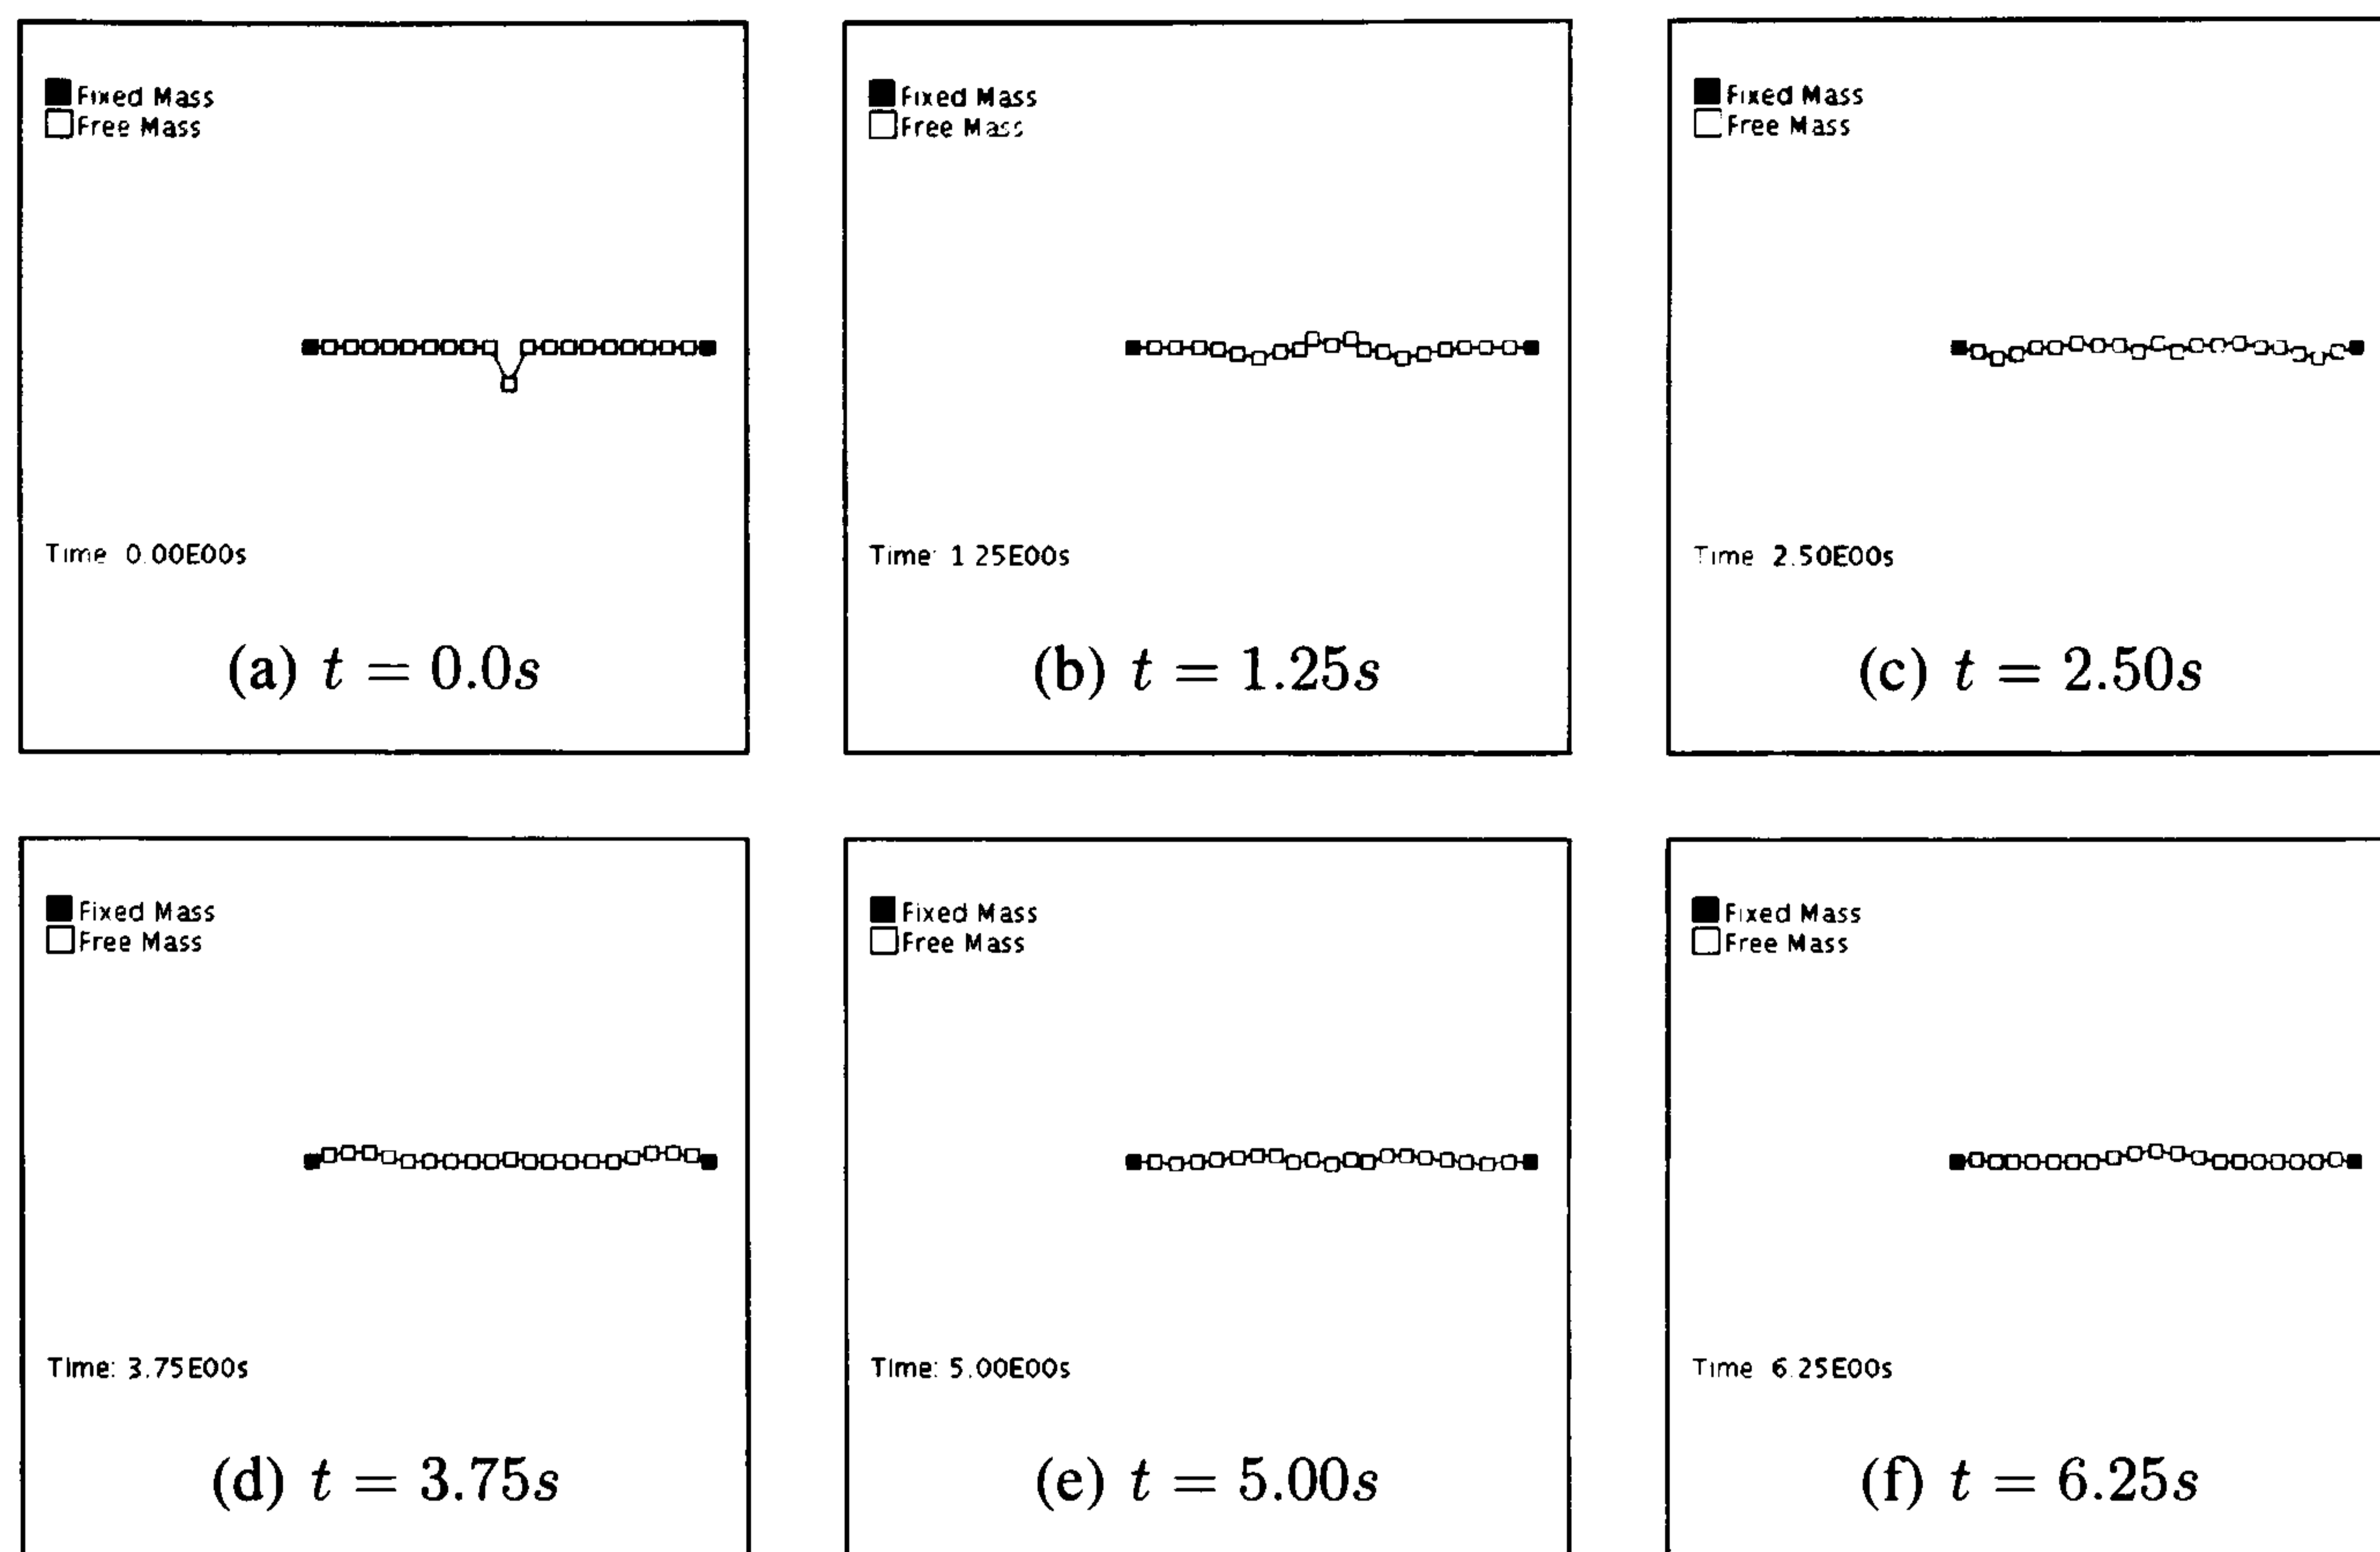 Fixed Mass
Free Mass
Time 0.00E00s
(a) t = 0.0s
Fixed Mass
Free Mass
Time: 1 25E00s
(b) t = 1.25s
Fixed Mass
Free Mass
Time 2.50E00s
(c) t = 2.50s
Fixed Mass
Free Mass
Time: 3.75E00s
(d) t = 3.75s
Fixed Mass
Free Mass
Time: 5.00E00s
(e) t = 5.00s
Fixed Mass
Free Mass
Time 6.25E00s
(f) t = 6.25s